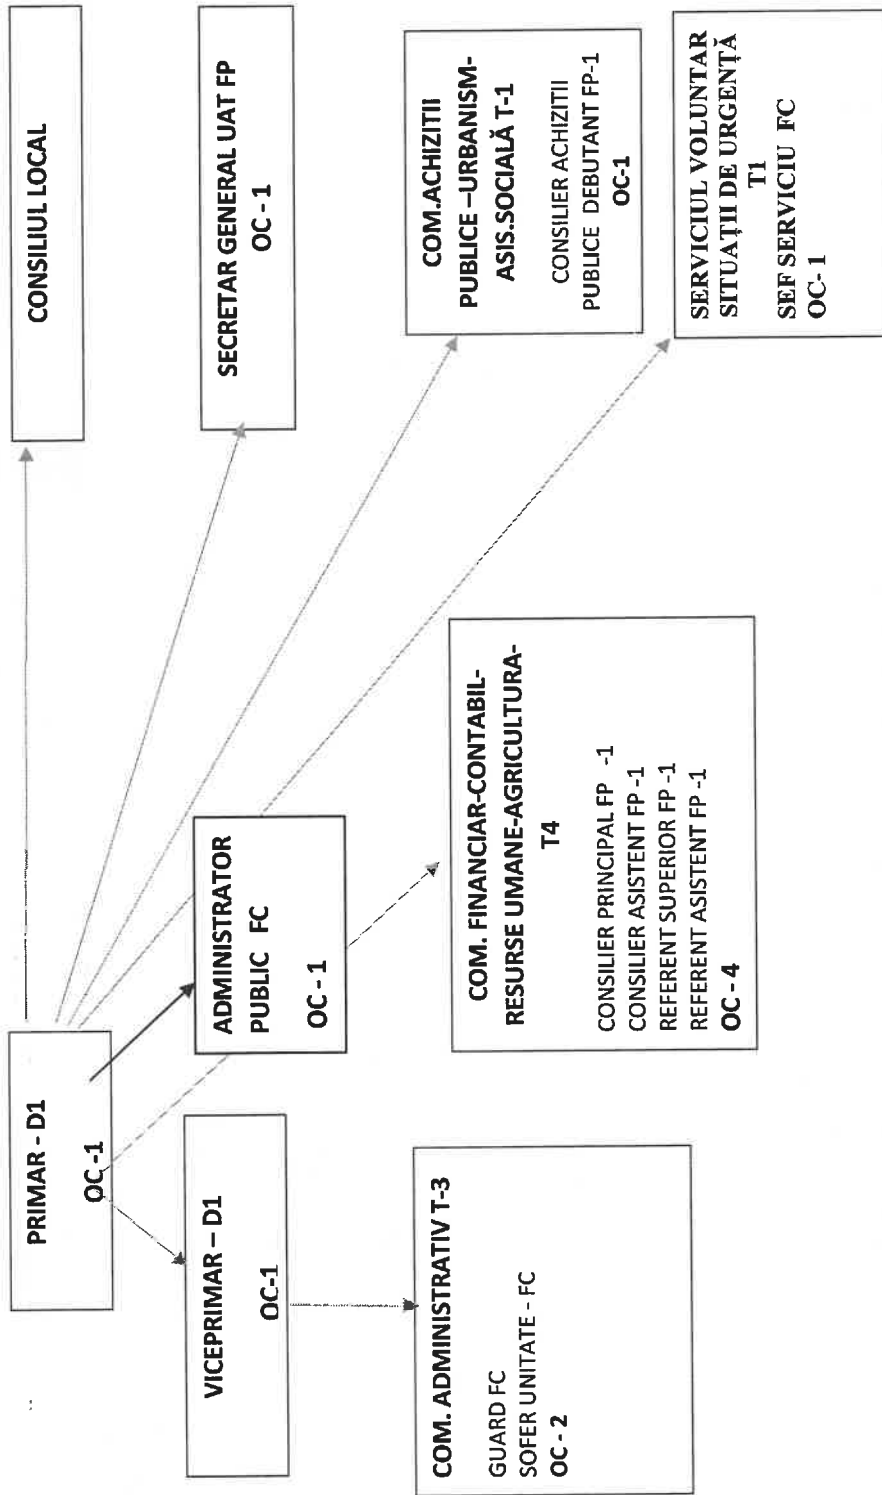 PRIMAR - D1
OC -1
CONSILIUL LOCAL
VICEPRIMAR – D1
OC-1
ADMINISTRATOR
PUBLIC FC
OC - 1
SECRETAR GENERAL UAT FP
OC - 1
COM. ADMINISTRATIV T-3
GUARD FC
SOFER UNITATE - FC
OC - 2
COM. FINANCIAR-CONTABIL-
RESURSE UMANE-AGRICULTURA-
T4
CONSILIER PRINCIPAL FP -1
CONSILIER ASISTENT FP -1
REFERENT SUPERIOR FP -1
REFERENT ASISTENT FP -1
OC - 4
COM.ACHIZITII
PUBLICE –URBANISM-
ASIS.SOCIALĂ T-1
CONSILIER ACHIZITII
PUBLICE DEBUTANT FP-1
OC-1
SERVICIUL VOLUNTAR
SITUAȚII DE URGENȚĂ
T1
SEF SERVICIU FC
OC- 1